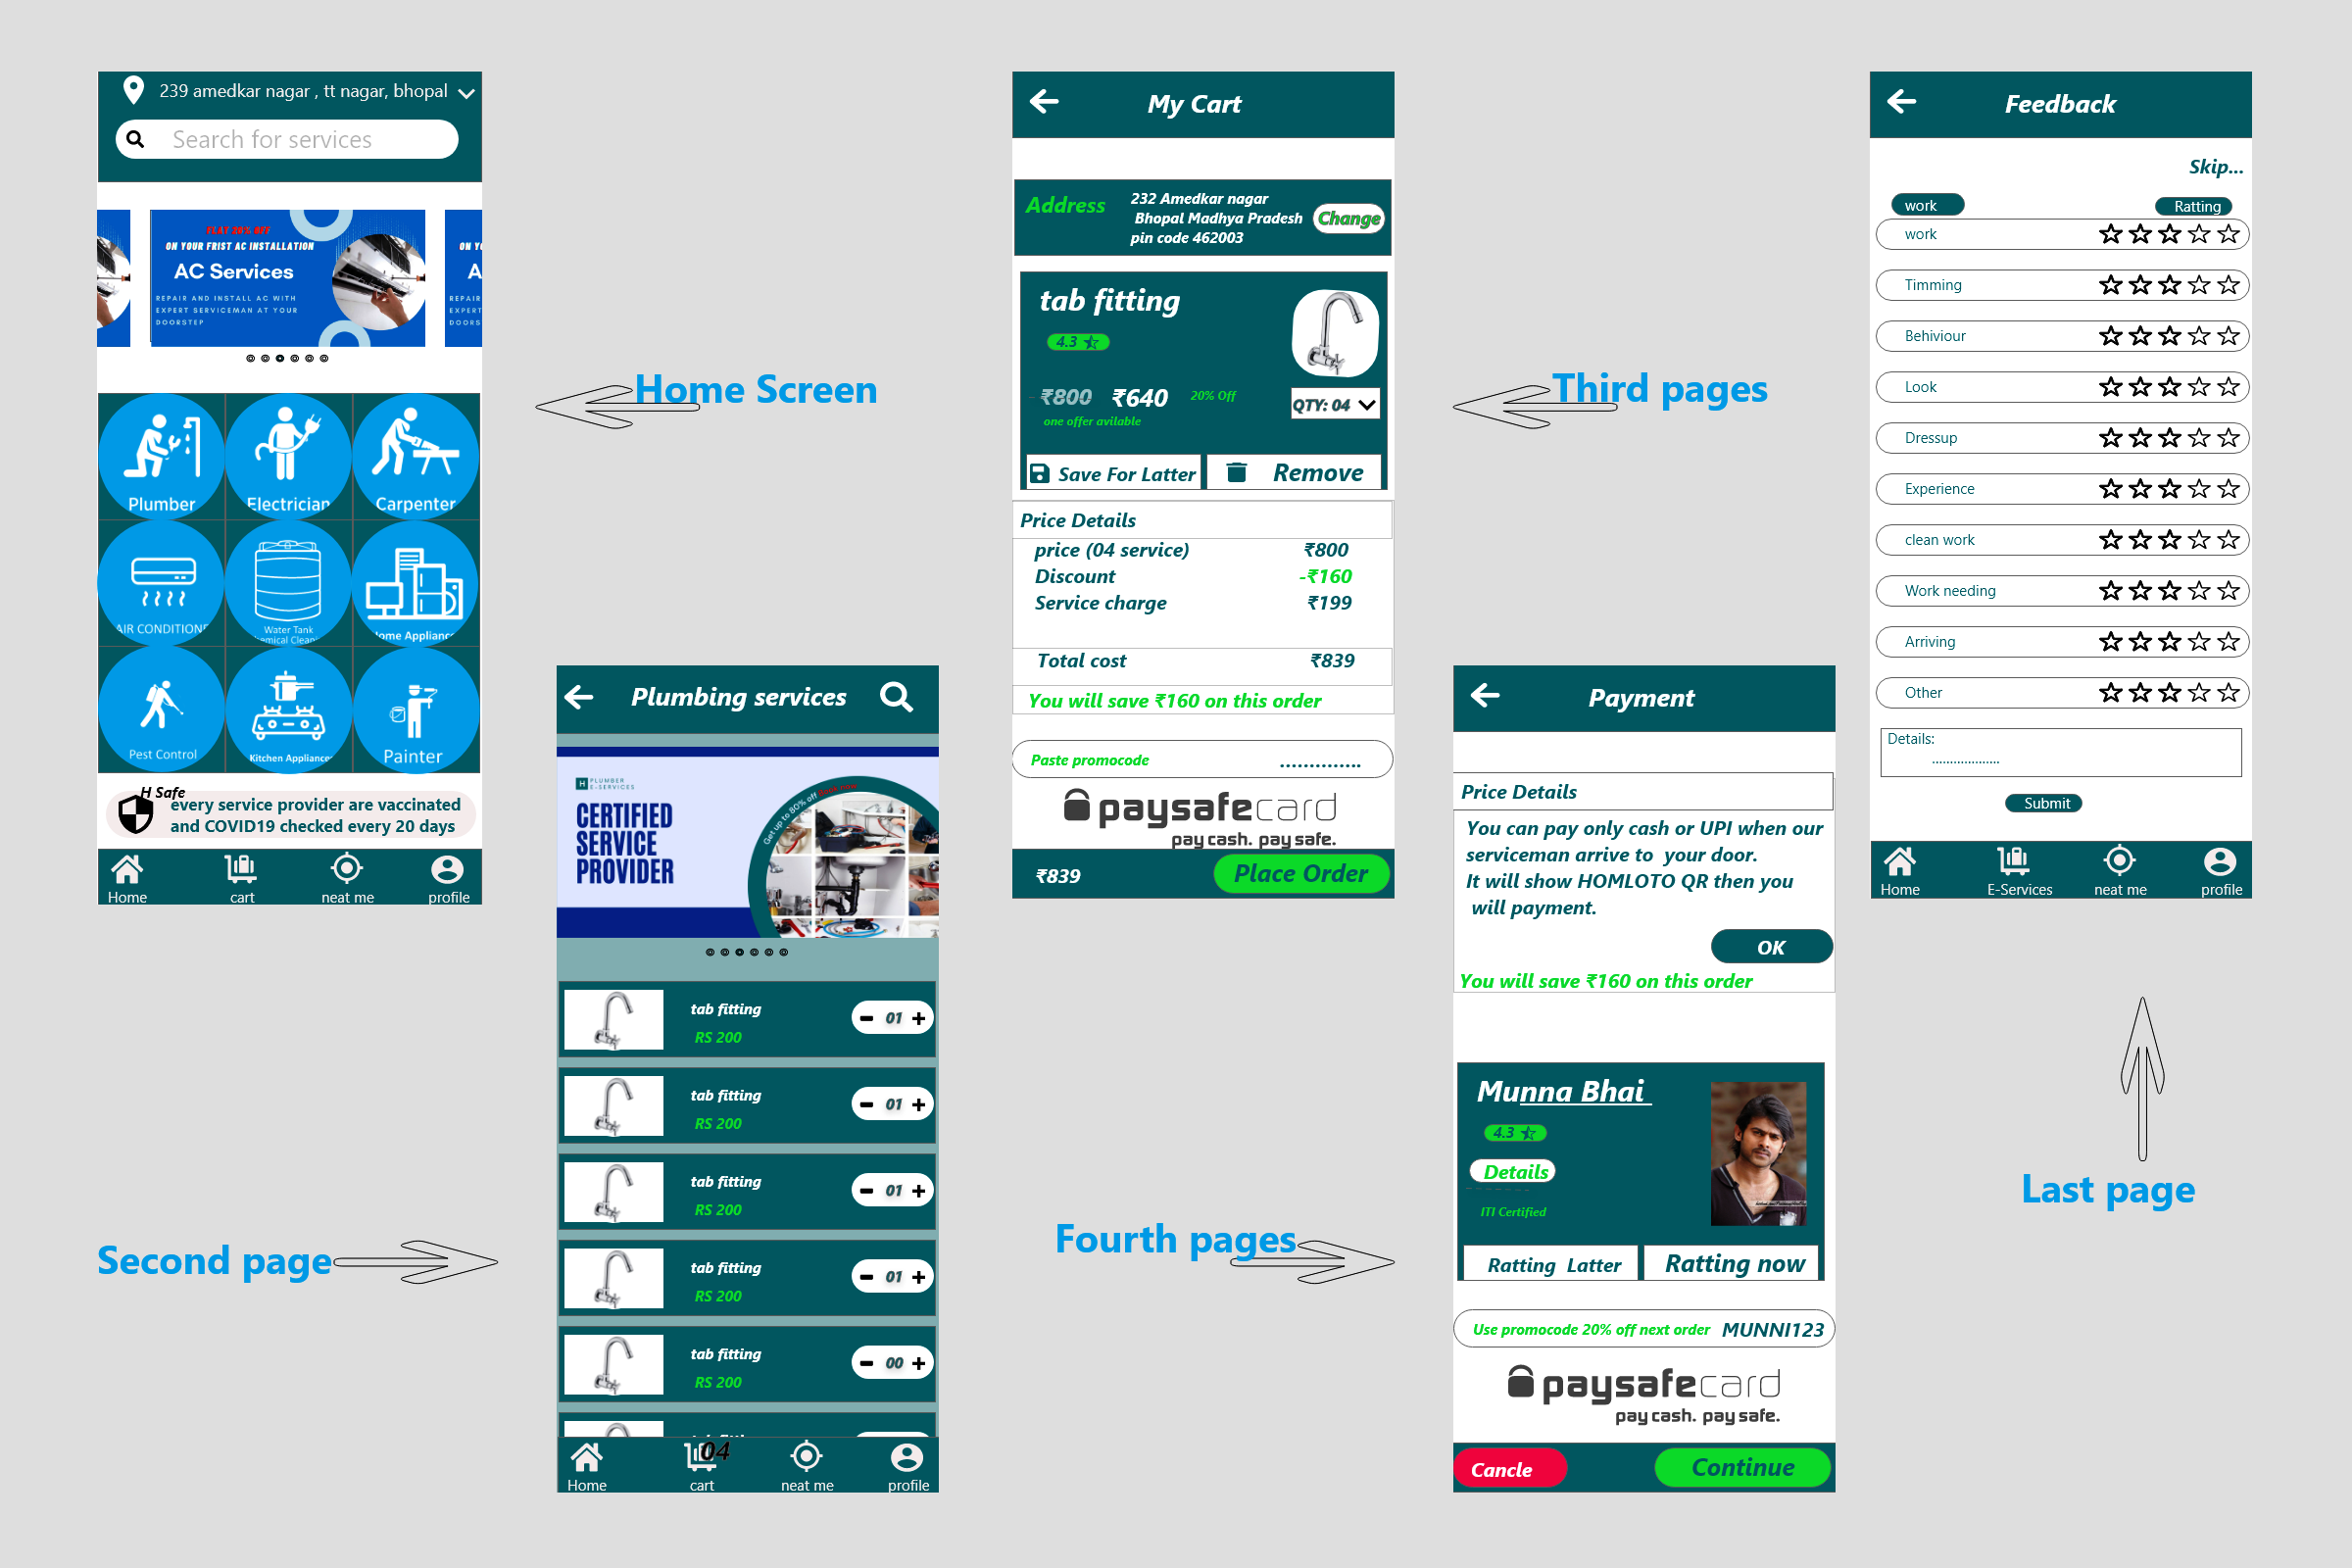 239 amedkar nagar , tt nagar, bhopal
Search for services
FLAT 20% OFF
ON YOUR FRIST AC INSTALLATION
AC Services
REPAIR AND INSTALL AC WITH
EXPERT SERVICEMAN AT YOUR
DOORSTEP
ON Y
A
REPAIR
EXPERT
DOORS
Plumber
Electrician
Carpenter
AIR CONDITIONE
Water Tank
emical Clean
ome Applianc
Pest Control
Kitchen Appliance
Painter
H Safe
every service provider are vaccinated
and COVID19 checked every 20 days
Home
cart
neat me
profile
Home Screen
Second page
Plumbing services
H PLUMBER
E-SERVICES
CERTIFIED
SERVICE
PROVIDER
Get up to 80% off Book now
tab fitting
RS 200
01
tab fitting
RS 200
01
tab fitting
RS 200
01
tab fitting
RS 200
01
tab fitting
RS 200
00
04
Home
cart
neat me
profile
My Cart
Address
232 Amedkar nagar
Bhopal Madhya Pradesh
pin code 462003
Change
tab fitting
4.3
₹800 ₹640 20% Off
one offer avilable
QTY: 04
Save For Latter
Remove
Price Details
price (04 service) ₹800
Discount -₹160
Service charge ₹199
Total cost ₹839
You will save ₹160 on this order
Paste promocode ..............
paysafecard
pay cash. pay safe.
₹839
Place Order
Third pages
Fourth pages
Payment
Price Details
You can pay only cash or UPI when our
serviceman arrive to your door.
It will show HOMLOTO QR then you
will payment.
OK
You will save ₹160 on this order
Munna Bhai
4.3
Details
ITI Certified
Ratting Latter
Ratting now
Use promocode 20% off next order MUNNI123
paysafecard
pay cash. pay safe.
Cancle
Continue
Feedback
Skip...
work
Ratting
work
Timming
Behiviour
Look
Dressup
Experience
clean work
Work needing
Arriving
Other
Details:
...................
Submit
Home
E-Services
neat me
profile
Last page